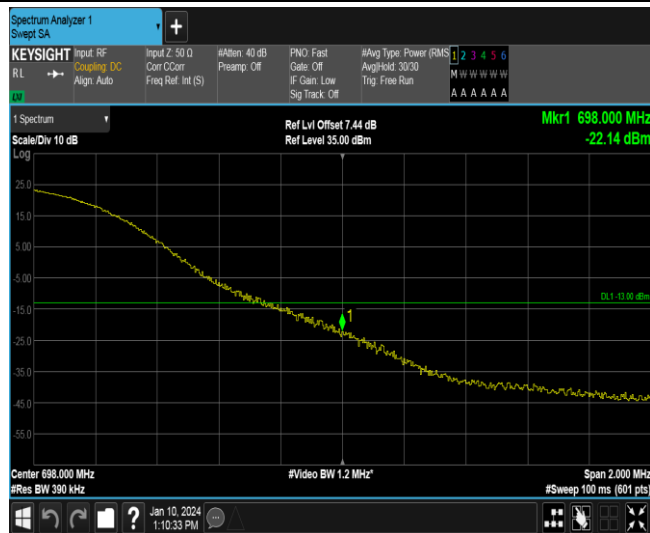 Spectrum Analyzer 1
Swept SA
+
KEYSIGHT
RL
Input: RF
Coupling: DC
Align: Auto
Input Z: 50 Ω
Corr CCorr
Freq Ref: Int (S)
#Atten: 40 dB
Preamp: Off
PNO: Fast
Gate: Off
IF Gain: Low
Sig Track: Off
#Avg Type: Power (RMS
Avg|Hold: 30/30
Trig: Free Run
1 2 3 4 5 6
M W W W W W
A A A A A A
1 Spectrum
Scale/Div 10 dB
Log
Ref Lvl Offset 7.44 dB
Ref Level 35.00 dBm
Mkr1 698.000 MHz
-22.14 dBm
25.0
15.0
5.00
-5.00
-15.0
-25.0
-35.0
-45.0
-55.0
DL1 -13.00 dBm
1
Center 698.000 MHz
#Res BW 390 kHz
#Video BW 1.2 MHz*
Span 2.000 MHz
#Sweep 100 ms (601 pts)
?
Jan 10, 2024
1:10:33 PM